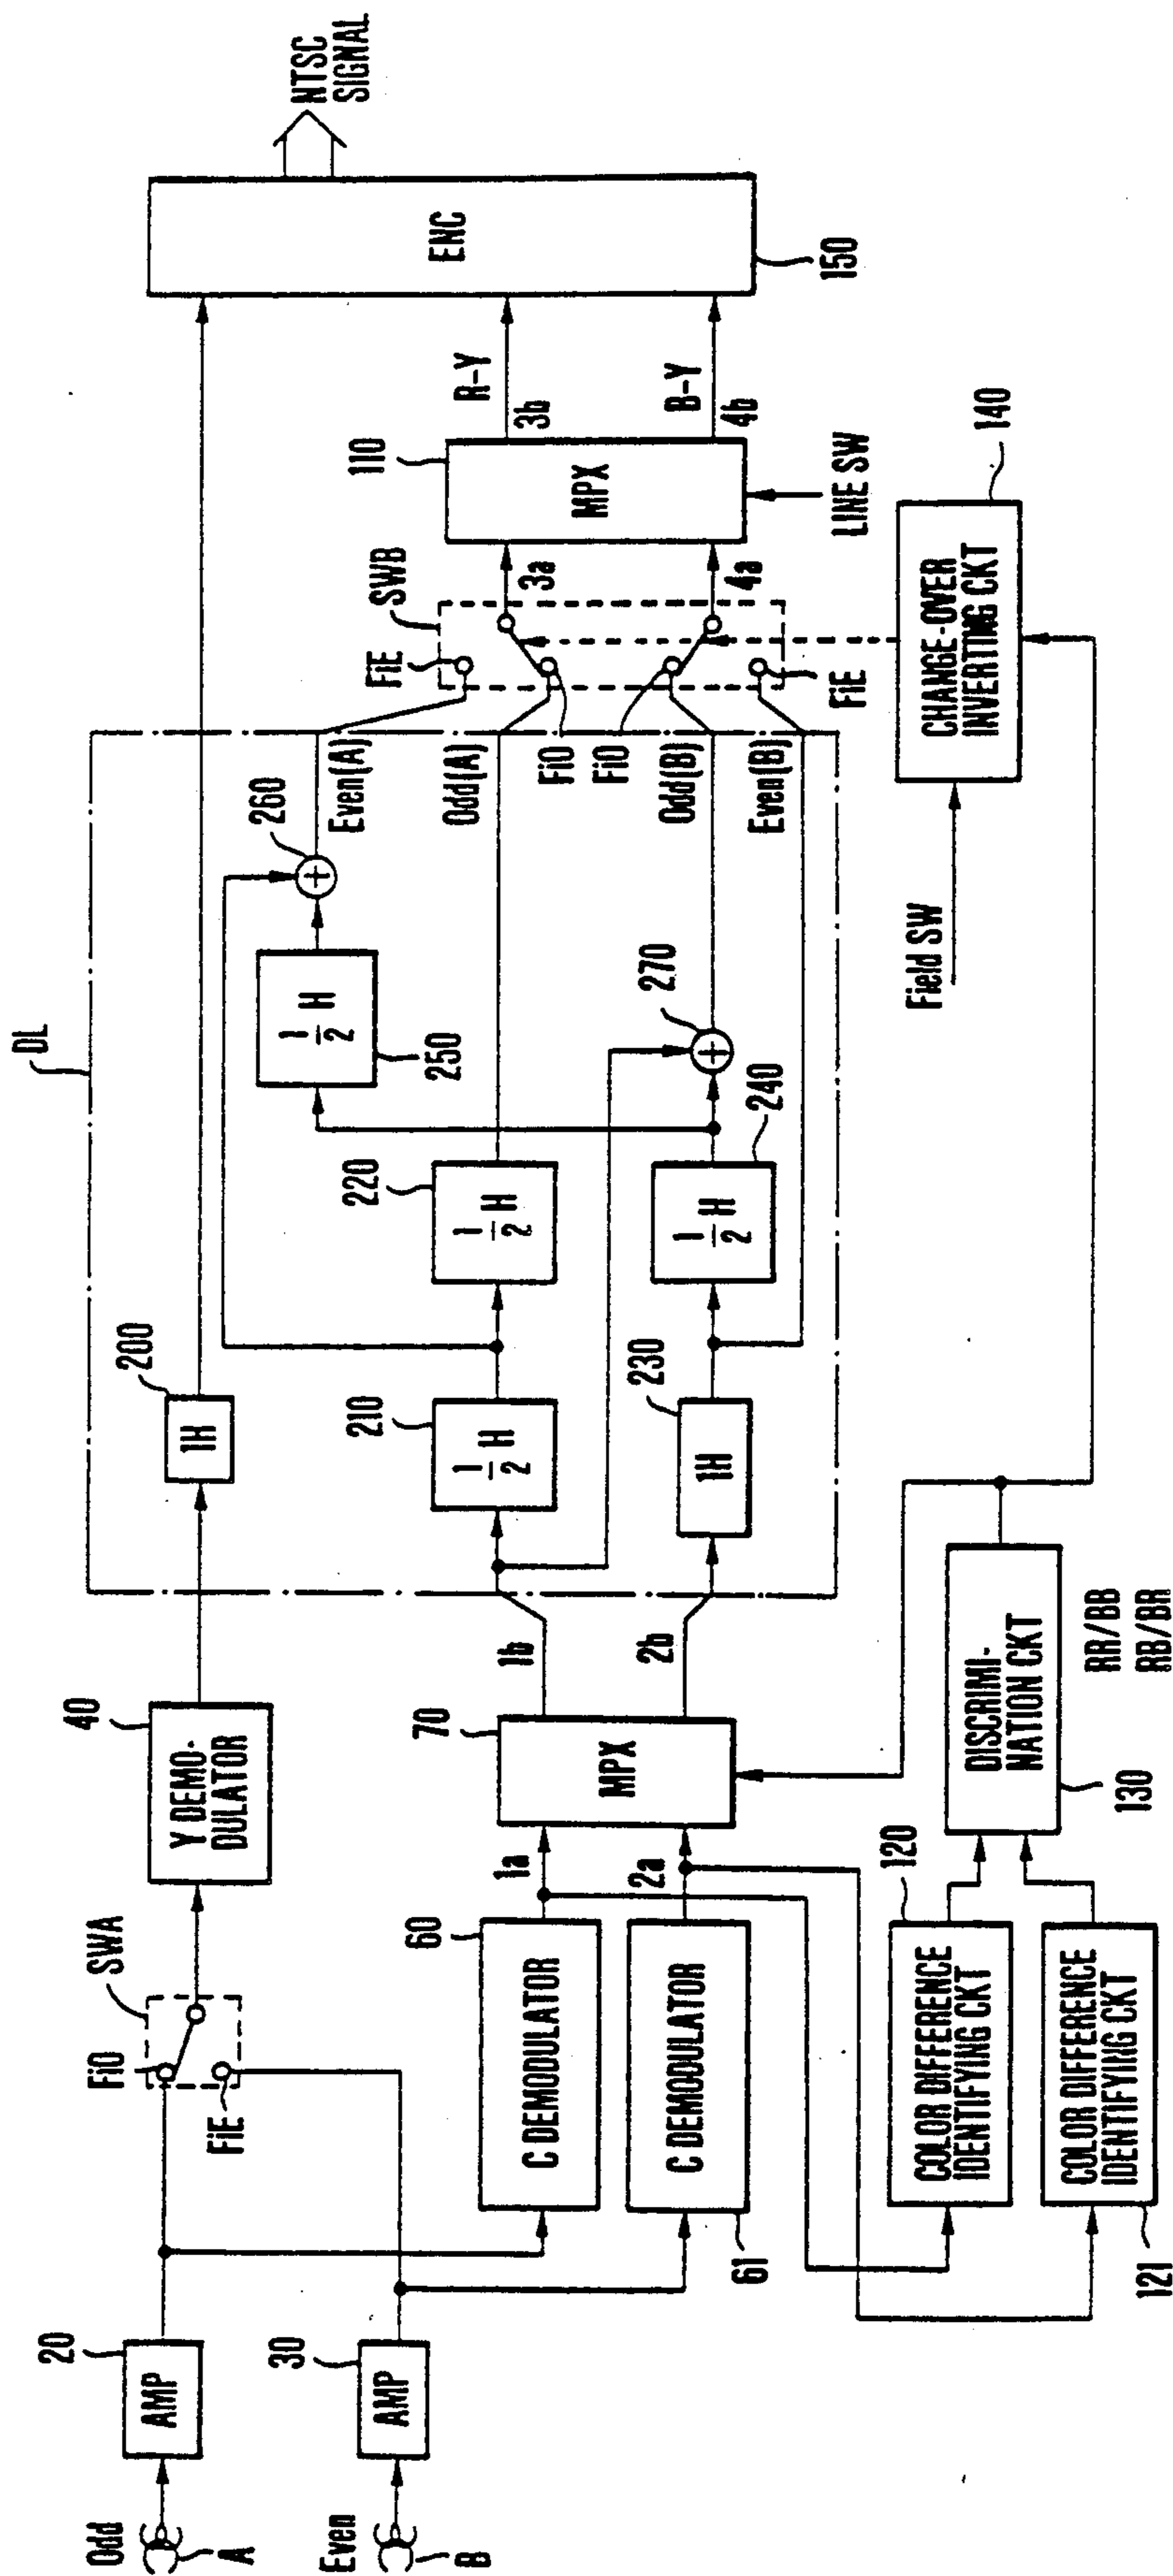 Odd
A
20
AMP
Even
B
30
AMP
FiO
SWA
FiE
40
Y DEMO-
DULATOR
60
C DEMODULATOR
C DEMODULATOR
61
1a
2a
70
MPX
1b
2b
120
COLOR DIFFERENCE
IDENTIFYING CKT
COLOR DIFFERENCE
IDENTIFYING CKT
121
DISCRIMI-
NATION CKT
130
RR/BB
RB/BR
DL
200
1H
210
1/2 H
220
1/2 H
230
1H
240
1/2 H
1/2 H
250
260
270
Even(A)
Odd(A)
Odd(B)
Even(B)
FiE
SWB
FiO
FiO
FiE
3a
4a
110
MPX
LINE SW
R-Y
3b
B-Y
4b
Field SW
CHANGE-OVER
INVERTING CKT
140
ENC
150
NTSC
SIGNAL